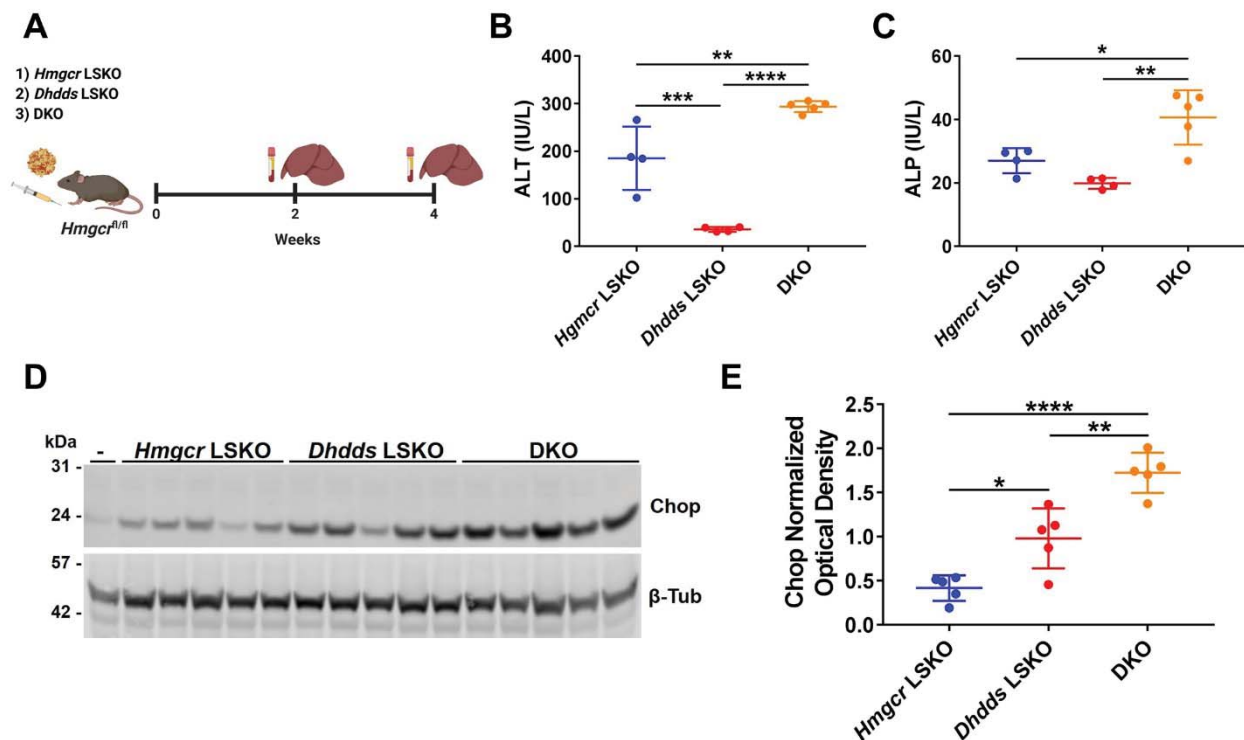 A
1) Hmgcr LSKO
2) Dhdds LSKO
3) DKO
Hmgcrfl/fl
0
2
4
Weeks
B
ALT (IU/L)
400
300
200
100
0
**
***
****
Hgmcr LSKO
Dhdds LSKO
DKO
C
ALP (IU/L)
60
40
20
0
*
**
Hgmcr LSKO
Dhdds LSKO
DKO
D
kDa
- Hmgcr LSKO Dhdds LSKO DKO
31 -
24 -
Chop
57 -
42 -
β-Tub
E
Chop Normalized
Optical Density
2.5
2.0
1.5
1.0
0.5
0.0
****
**
*
Hmgcr LSKO
Dhdds LSKO
DKO